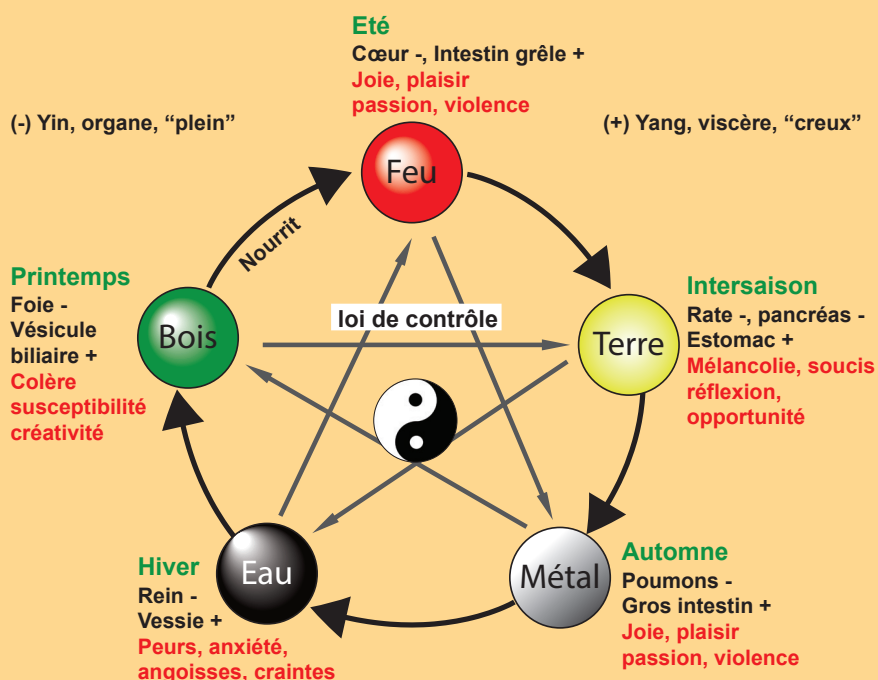 Eté
Cœur -, Intestin grêle +
Joie, plaisir
passion, violence
(-) Yin, organe, “plein”
(+) Yang, viscère, “creux”
Feu
Nourrit
Printemps
Foie -
Vésicule
biliaire +
Colère
susceptibilité
créativité
Bois
loi de contrôle
Terre
Intersaison
Rate -, pancréas -
Estomac +
Mélancolie, soucis
réflexion,
opportunité
Hiver
Rein -
Vessie +
Peurs, anxiété,
angoisses, craintes
Eau
Métal
Automne
Poumons -
Gros intestin +
Joie, plaisir
passion, violence